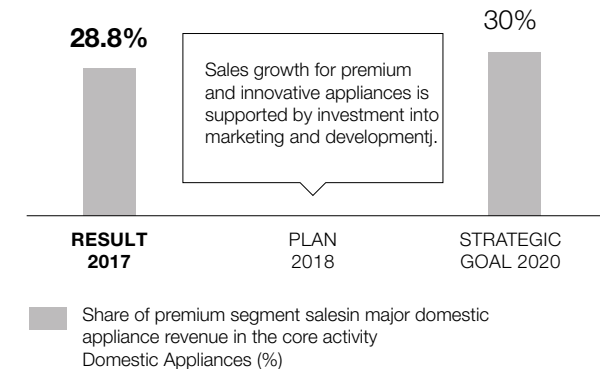 28.8%
30%
Sales growth for premium
and innovative appliances is
supported by investment into
marketing and developmentj.
RESULT
2017
PLAN
2018
STRATEGIC
GOAL 2020
Share of premium segment salesin major domestic
appliance revenue in the core activity
Domestic Appliances (%)